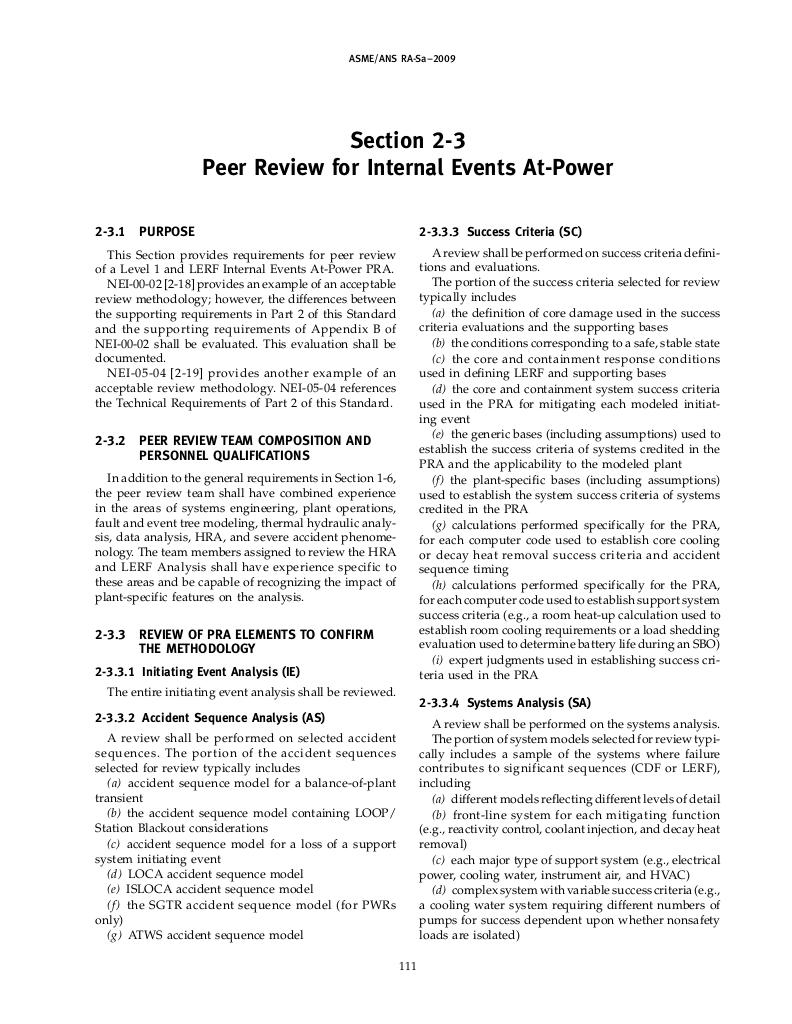 ASME/ANS RA-Sa–2009
Section 2-3
Peer Review for Internal Events At-Power
2-3.1 PURPOSE
This Section provides requirements for peer review
of a Level 1 and LERF Internal Events At-Power PRA.
NEI-00-02 [2-18] provides an example of an acceptable
review methodology; however, the differences between
the supporting requirements in Part 2 of this Standard
and the supporting requirements of Appendix B of
NEI-00-02 shall be evaluated. This evaluation shall be
documented.
NEI-05-04 [2-19] provides another example of an
acceptable review methodology. NEI-05-04 references
the Technical Requirements of Part 2 of this Standard.
2-3.2 PEER REVIEW TEAM COMPOSITION AND
PERSONNEL QUALIFICATIONS
In addition to the general requirements in Section 1-6,
the peer review team shall have combined experience
in the areas of systems engineering, plant operations,
fault and event tree modeling, thermal hydraulic analy-
sis, data analysis, HRA, and severe accident phenome-
nology. The team members assigned to review the HRA
and LERF Analysis shall have experience specific to
these areas and be capable of recognizing the impact of
plant-specific features on the analysis.
2-3.3 REVIEW OF PRA ELEMENTS TO CONFIRM
THE METHODOLOGY
2-3.3.1 Initiating Event Analysis (IE)
The entire initiating event analysis shall be reviewed.
2-3.3.2 Accident Sequence Analysis (AS)
A review shall be performed on selected accident
sequences. The portion of the accident sequences
selected for review typically includes
(a) accident sequence model for a balance-of-plant
transient
(b) the accident sequence model containing LOOP/
Station Blackout considerations
(c) accident sequence model for a loss of a support
system initiating event
(d) LOCA accident sequence model
(e) ISLOCA accident sequence model
(f) the SGTR accident sequence model (for PWRs
only)
(g) ATWS accident sequence model
2-3.3.3 Success Criteria (SC)
A review shall be performed on success criteria defini-
tions and evaluations.
The portion of the success criteria selected for review
typically includes
(a) the definition of core damage used in the success
criteria evaluations and the supporting bases
(b) the conditions corresponding to a safe, stable state
(c) the core and containment response conditions
used in defining LERF and supporting bases
(d) the core and containment system success criteria
used in the PRA for mitigating each modeled initiat-
ing event
(e) the generic bases (including assumptions) used to
establish the success criteria of systems credited in the
PRA and the applicability to the modeled plant
(f) the plant-specific bases (including assumptions)
used to establish the system success criteria of systems
credited in the PRA
(g) calculations performed specifically for the PRA,
for each computer code used to establish core cooling
or decay heat removal success criteria and accident
sequence timing
(h) calculations performed specifically for the PRA,
for each computer code used to establish support system
success criteria (e.g., a room heat-up calculation used to
establish room cooling requirements or a load shedding
evaluation used to determine battery life during an SBO)
(i) expert judgments used in establishing success cri-
teria used in the PRA
2-3.3.4 Systems Analysis (SA)
A review shall be performed on the systems analysis.
The portion of system models selected for review typi-
cally includes a sample of the systems where failure
contributes to significant sequences (CDF or LERF),
including
(a) different models reflecting different levels of detail
(b) front-line system for each mitigating function
(e.g., reactivity control, coolant injection, and decay heat
removal)
(c) each major type of support system (e.g., electrical
power, cooling water, instrument air, and HVAC)
(d) complex system with variable success criteria (e.g.,
a cooling water system requiring different numbers of
pumps for success dependent upon whether nonsafety
loads are isolated)
111